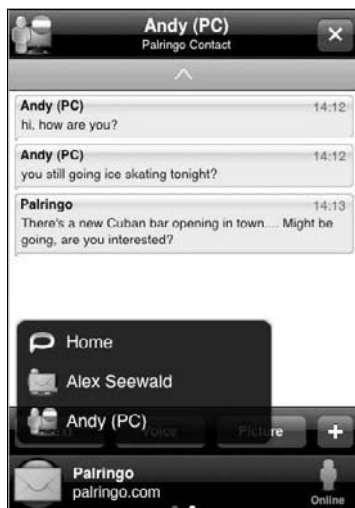 Andy (PC)
Palringo Contact
Andy (PC) 14:12
hi, how are you?
Andy (PC) 14:12
you still going ice skating tonight?
Palringo 14:13
There's a new Cuban bar opening in town.... Might be
going, are you interested?
Home
Alex Seewald
Andy (PC)
Voice Picture +
Palringo
palringo.com
Online